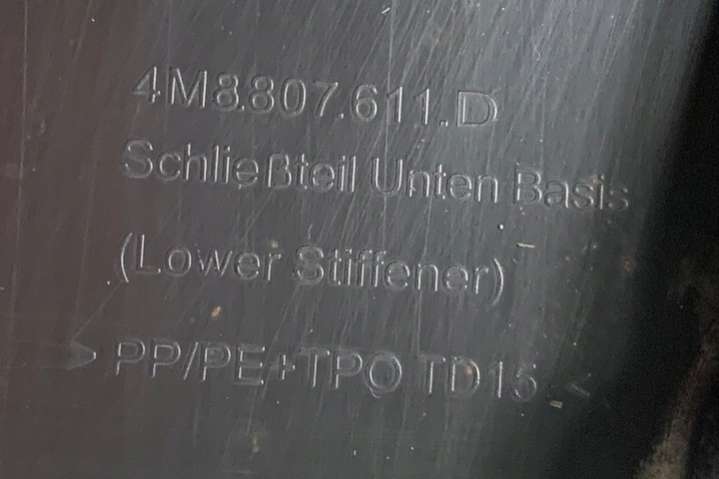 4M8.807.611.D
Schließteil Unten Basis
(Lower Stiffener)
>PP/PE+TPO TD15<